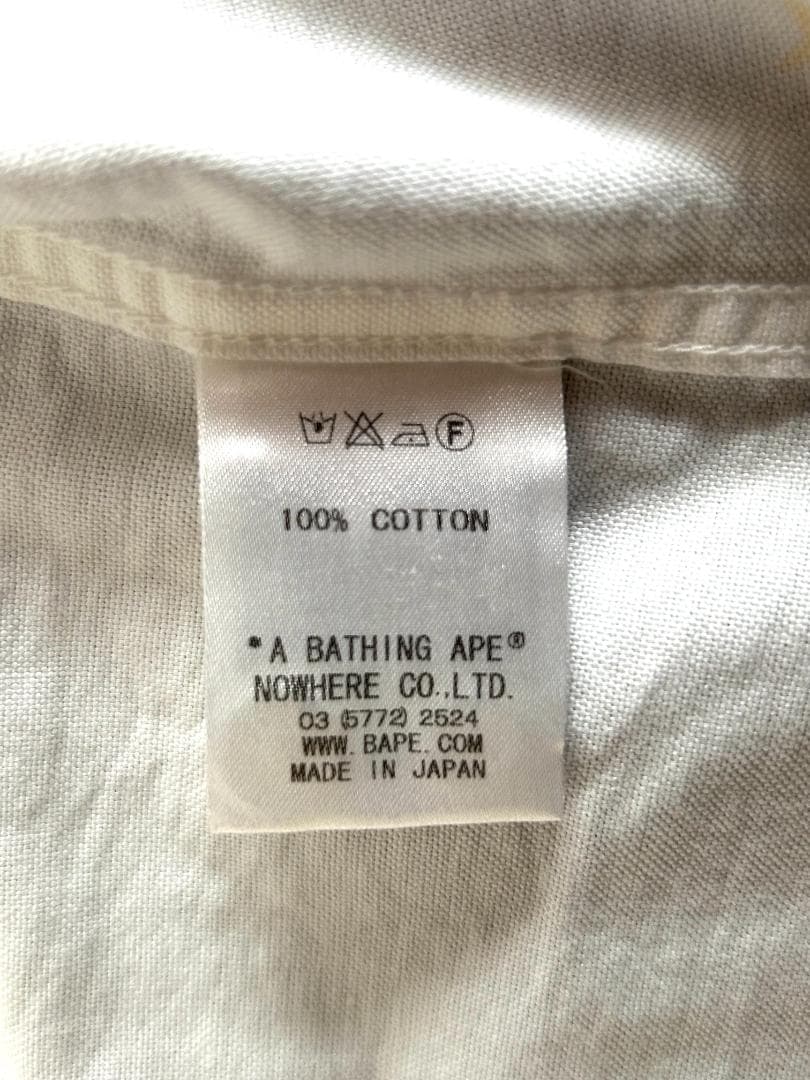 F
100% COTTON
*A BATHING APE®
NOWHERE CO.,LTD.
03 (5772) 2524
WWW.BAPE.COM
MADE IN JAPAN